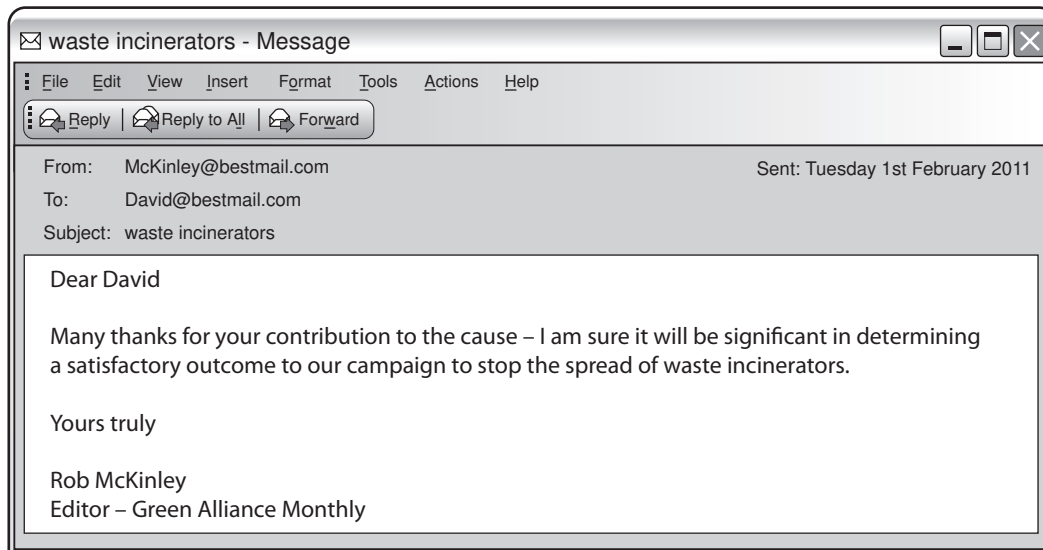 waste incinerators - Message
File Edit View Insert Format Tools Actions Help
Reply Reply to All Forward
From: McKinley@bestmail.com
Sent: Tuesday 1st February 2011
To: David@bestmail.com
Subject: waste incinerators
Dear David
Many thanks for your contribution to the cause – I am sure it will be significant in determining
a satisfactory outcome to our campaign to stop the spread of waste incinerators.
Yours truly
Rob McKinley
Editor – Green Alliance Monthly